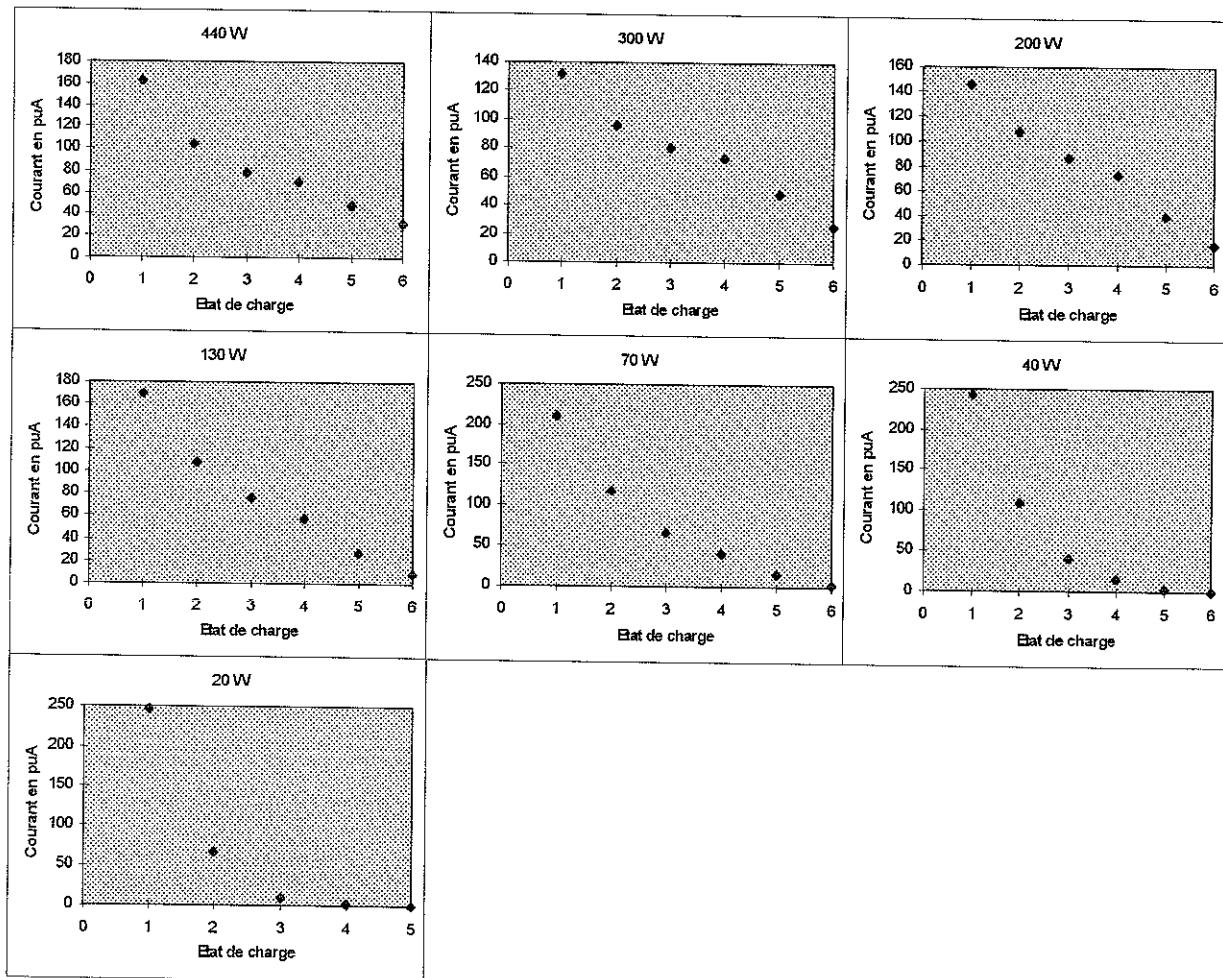 440 W
Courant en puA
180
160
140
120
100
80
60
40
20
0
0 1 2 3 4 5 6
Etat de charge
300 W
Courant en puA
140
120
100
80
60
40
20
0
0 1 2 3 4 5 6
Etat de charge
200 W
Courant en puA
160
140
120
100
80
60
40
20
0
0 1 2 3 4 5 6
Etat de charge
130 W
Courant en puA
180
160
140
120
100
80
60
40
20
0
0 1 2 3 4 5 6
Etat de charge
70 W
Courant en puA
250
200
150
100
50
0
0 1 2 3 4 5 6
Etat de charge
40 W
Courant en puA
250
200
150
100
50
0
0 1 2 3 4 5 6
Etat de charge
20 W
Courant en puA
250
200
150
100
50
0
0 1 2 3 4 5
Etat de charge